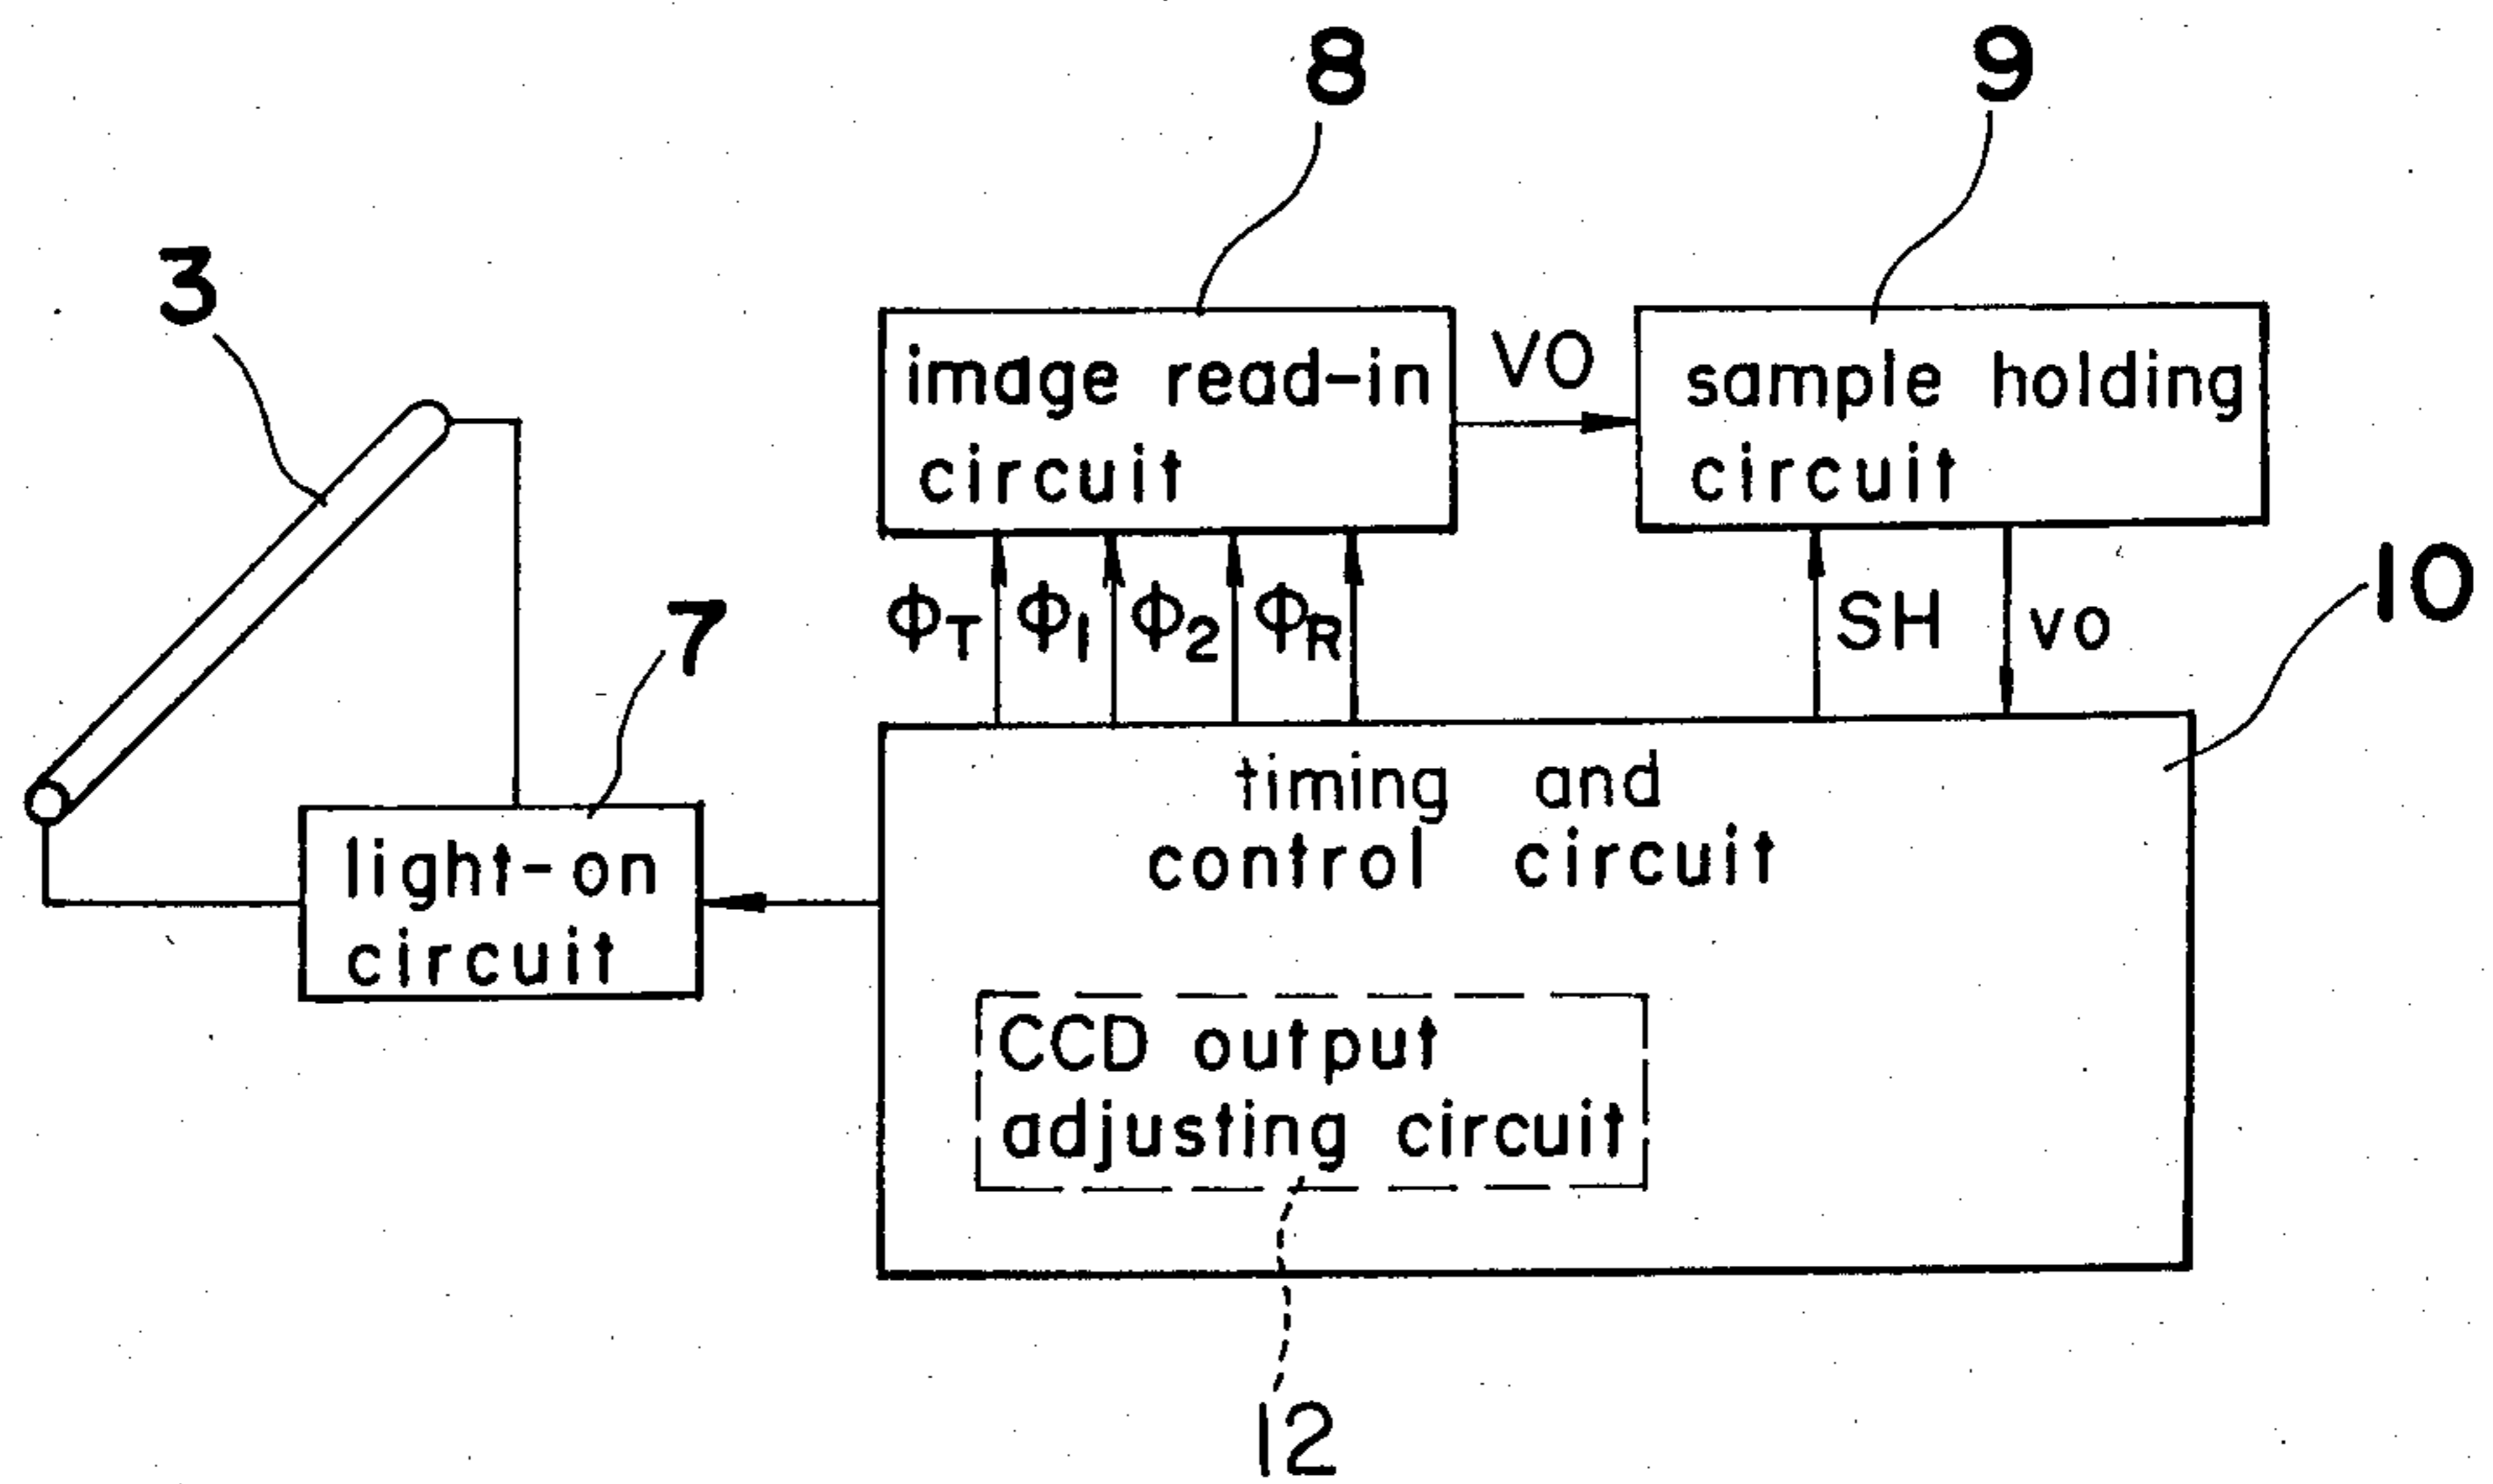 8
9
3
image read-in
circuit
VO
sample holding
circuit
10
7
ΦT
Φ1
Φ2
ΦR
SH
vo
timing and
control circuit
light-on
circuit
CCD output
adjusting circuit
12